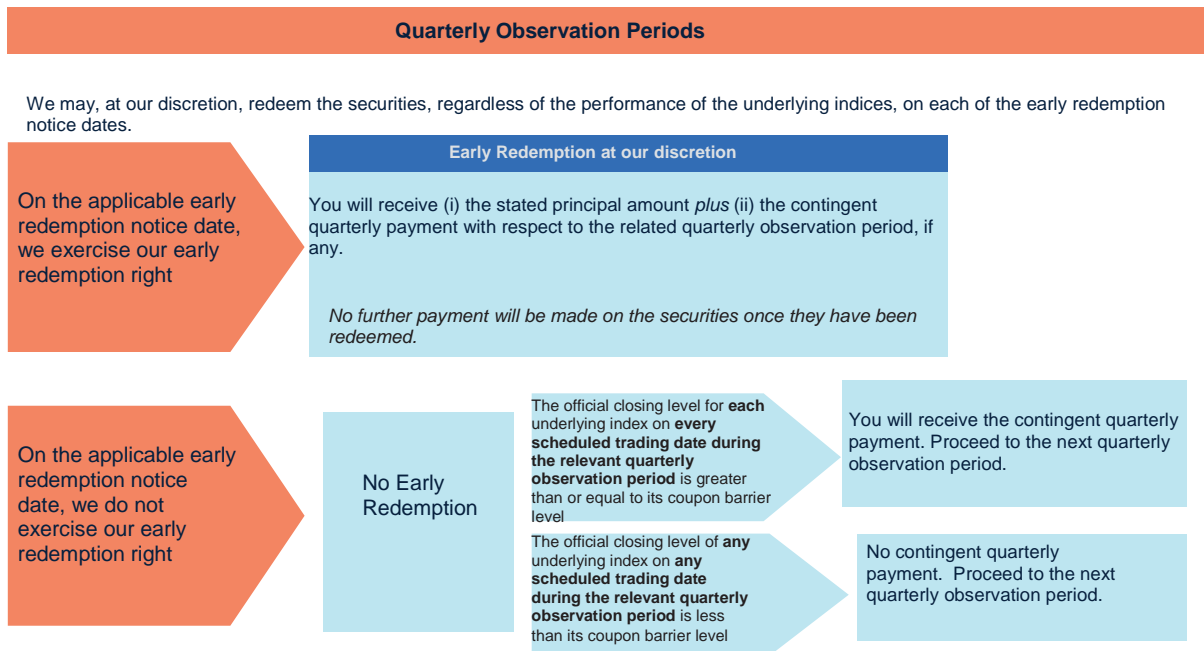 Quarterly Observation Periods
We may, at our discretion, redeem the securities, regardless of the performance of the underlying indices, on each of the early redemption
notice dates.
On the applicable early
redemption notice date,
we exercise our early
redemption right
Early Redemption at our discretion
You will receive (i) the stated principal amount plus (ii) the contingent
quarterly payment with respect to the related quarterly observation period, if
any.
No further payment will be made on the securities once they have been
redeemed.
On the applicable early
redemption notice
date, we do not
exercise our early
redemption right
No Early
Redemption
The official closing level for each
underlying index on every
scheduled trading date during
the relevant quarterly
observation period is greater
than or equal to its coupon barrier
level
You will receive the contingent quarterly
payment. Proceed to the next quarterly
observation period.
The official closing level of any
underlying index on any
scheduled trading date
during the relevant quarterly
observation period is less
than its coupon barrier level
No contingent quarterly
payment. Proceed to the next
quarterly observation period.